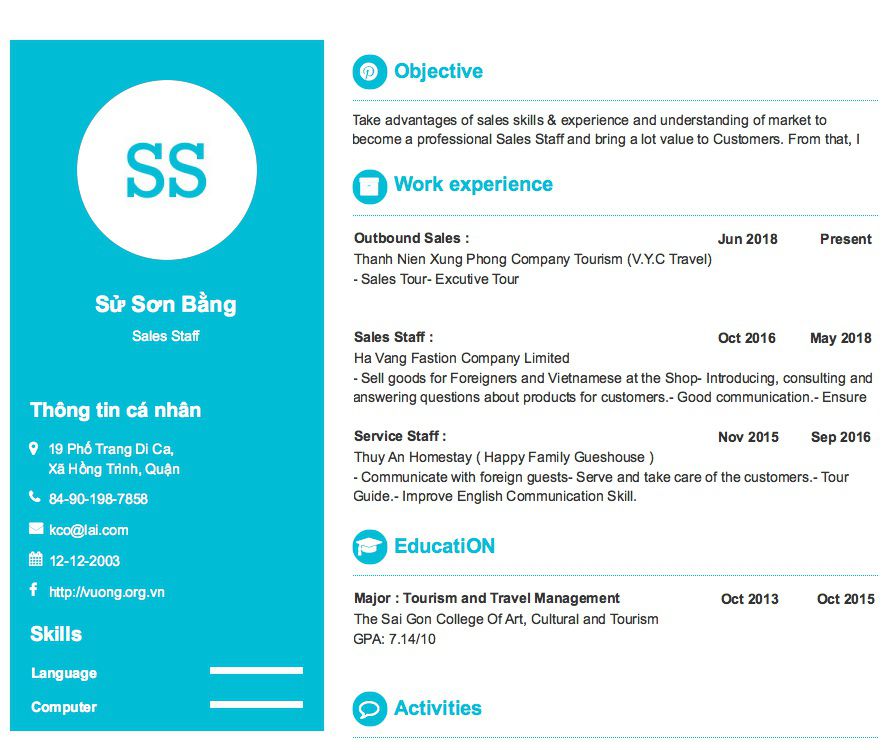 SS
Sử Sơn Bằng
Sales Staff
Thông tin cá nhân
19 Phố Trang Di Ca,
Xã Hồng Trình, Quận
84-90-198-7858
kco@lai.com
12-12-2003
http://vuong.org.vn
Skills
Language
Computer
Objective
Take advantages of sales skills & experience and understanding of market to
become a professional Sales Staff and bring a lot value to Customers. From that, I
Work experience
Outbound Sales : Jun 2018 Present
Thanh Nien Xung Phong Company Tourism (V.Y.C Travel)
- Sales Tour- Excutive Tour
Sales Staff : Oct 2016 May 2018
Ha Vang Fastion Company Limited
- Sell goods for Foreigners and Vietnamese at the Shop- Introducing, consulting and
answering questions about products for customers.- Good communication.- Ensure
Service Staff : Nov 2015 Sep 2016
Thuy An Homestay ( Happy Family Gueshouse )
- Communicate with foreign guests- Serve and take care of the customers.- Tour
Guide.- Improve English Communication Skill.
EducatiON
Major : Tourism and Travel Management Oct 2013 Oct 2015
The Sai Gon College Of Art, Cultural and Tourism
GPA: 7.14/10
Activities